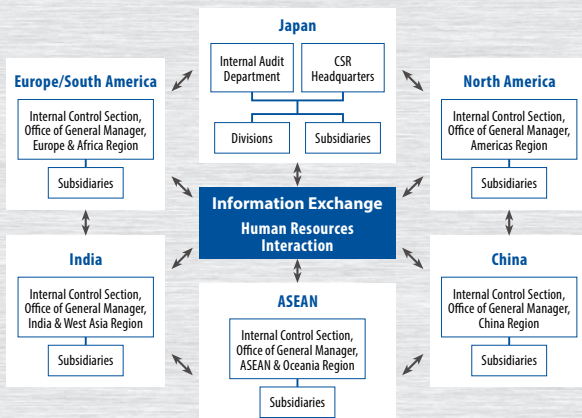 Japan
Internal Audit
Department
CSR
Headquarters
Divisions
Subsidiaries
Europe/South America
Internal Control Section,
Office of General Manager,
Europe & Africa Region
Subsidiaries
North America
Internal Control Section,
Office of General Manager,
Americas Region
Subsidiaries
Information Exchange
Human Resources
Interaction
India
Internal Control Section,
Office of General Manager,
India & West Asia Region
Subsidiaries
ASEAN
Internal Control Section,
Office of General Manager,
ASEAN & Oceania Region
Subsidiaries
China
Internal Control Section,
Office of General Manager,
China Region
Subsidiaries